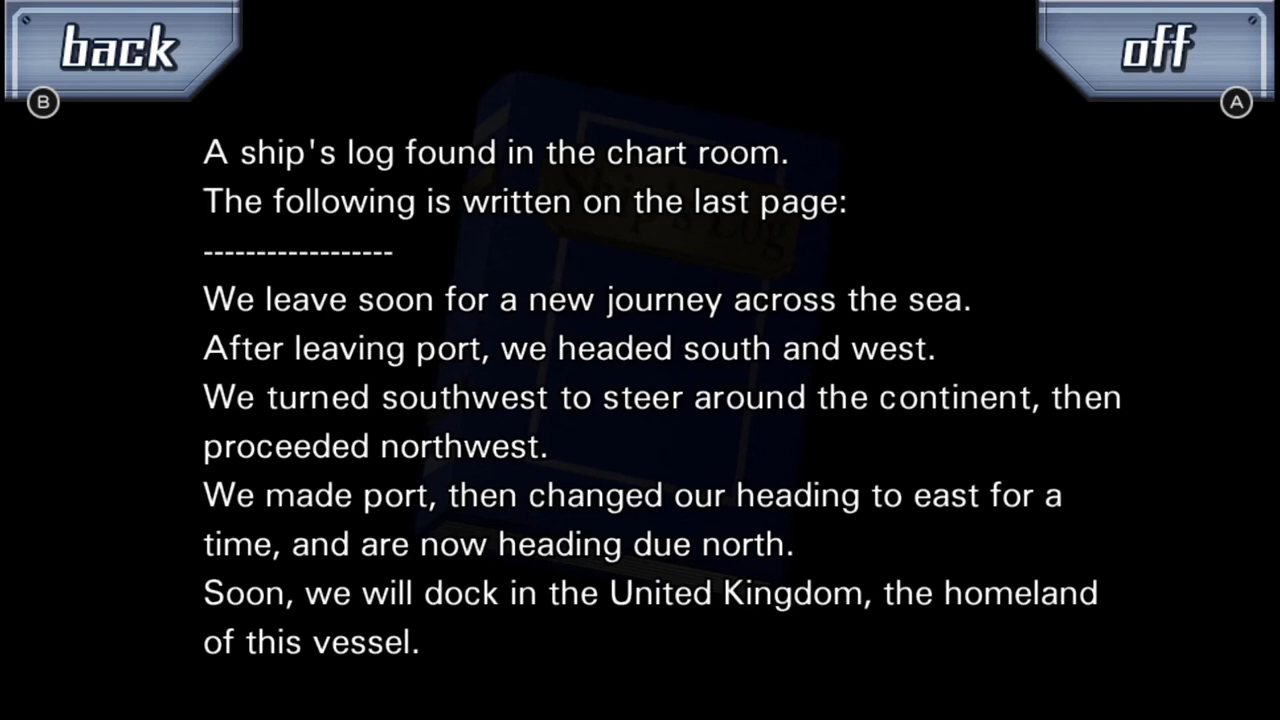 back
off
B
A
A ship's log found in the chart room.
The following is written on the last page:
------------------
We leave soon for a new journey across the sea.
After leaving port, we headed south and west.
We turned southwest to steer around the continent, then
proceeded northwest.
We made port, then changed our heading to east for a
time, and are now heading due north.
Soon, we will dock in the United Kingdom, the homeland
of this vessel.
Ship's Log